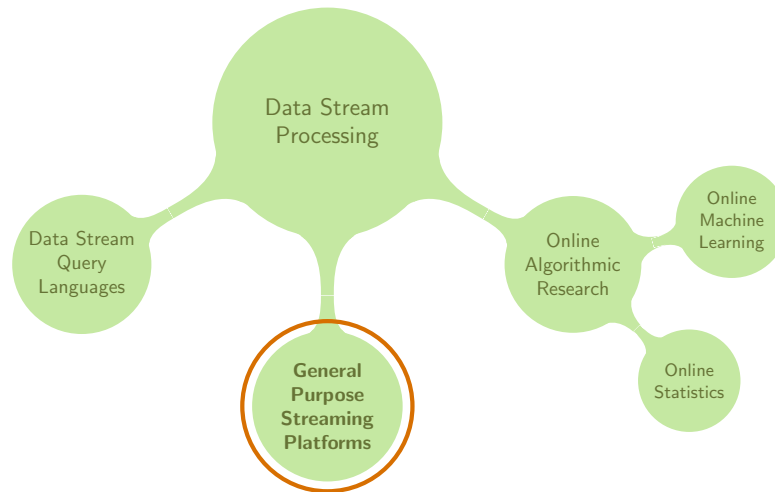 Data Stream
Processing
Data Stream
Query
Languages
General
Purpose
Streaming
Platforms
Online
Algorithmic
Research
Online
Machine
Learning
Online
Statistics